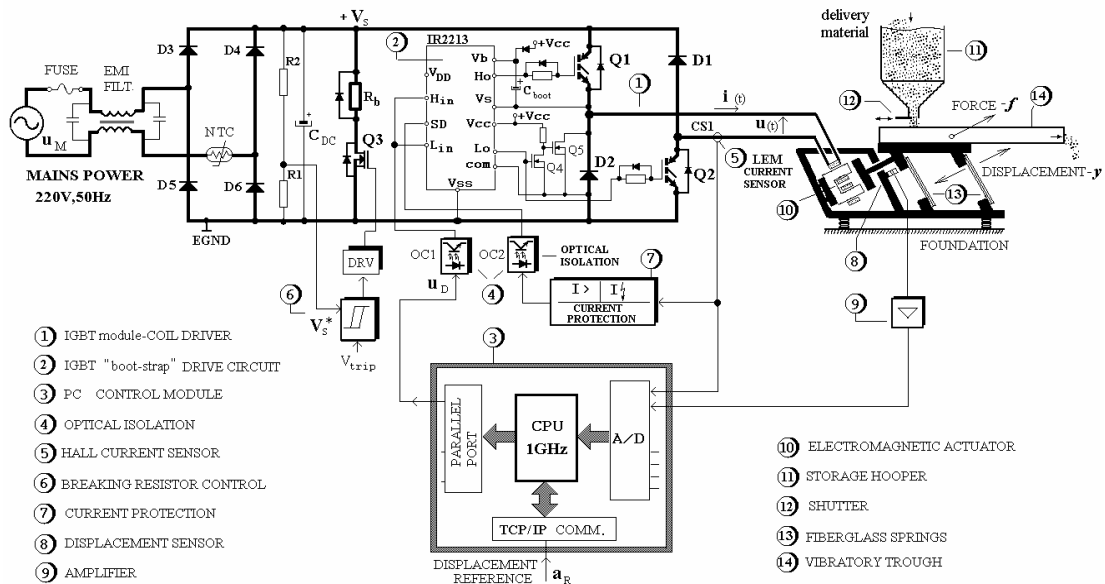 + Vs
IR2213
2
D3
D4
FUSE
EMI
FILT.
R2
VDD
Vb
+Vcc
Ho
Q1
D1
Rb
Cboot
Hin
Vs
1
i (t)
SD
Vcc
+Vcc
u(t)
uM
NTC
CDC
Q3
Lin
Lo
Q5
CS1
com
Q4
D2
Q2
5
LEM
CURRENT
SENSOR
MAINS POWER
220V,50Hz
D5
D6
R1
Vss
EGND
delivery
material
11
12
FORCE -f
14
DISPLACEMENT-y
10
13
FOUNDATION
8
9
DRV
OC1
OC2
OPTICAL
ISOLATION
uD
4
7
I >
I
CURRENT
PROTECTION
6
Vs*
Vtrip
3
PARALLEL
PORT
CPU
1GHz
A/D
TCP/IP COMM.
DISPLACEMENT
REFERENCE
aR
1 IGBT module-COIL DRIVER
2 IGBT "boot-strap" DRIVE CIRCUIT
3 PC CONTROL MODULE
4 OPTICAL ISOLATION
5 HALL CURRENT SENSOR
6 BREAKING RESISTOR CONTROL
7 CURRENT PROTECTION
8 DISPLACEMENT SENSOR
9 AMPLIFIER
10 ELECTROMAGNETIC ACTUATOR
11 STORAGE HOOPER
12 SHUTTER
13 FIBERGLASS SPRINGS
14 VIBRATORY TROUGH